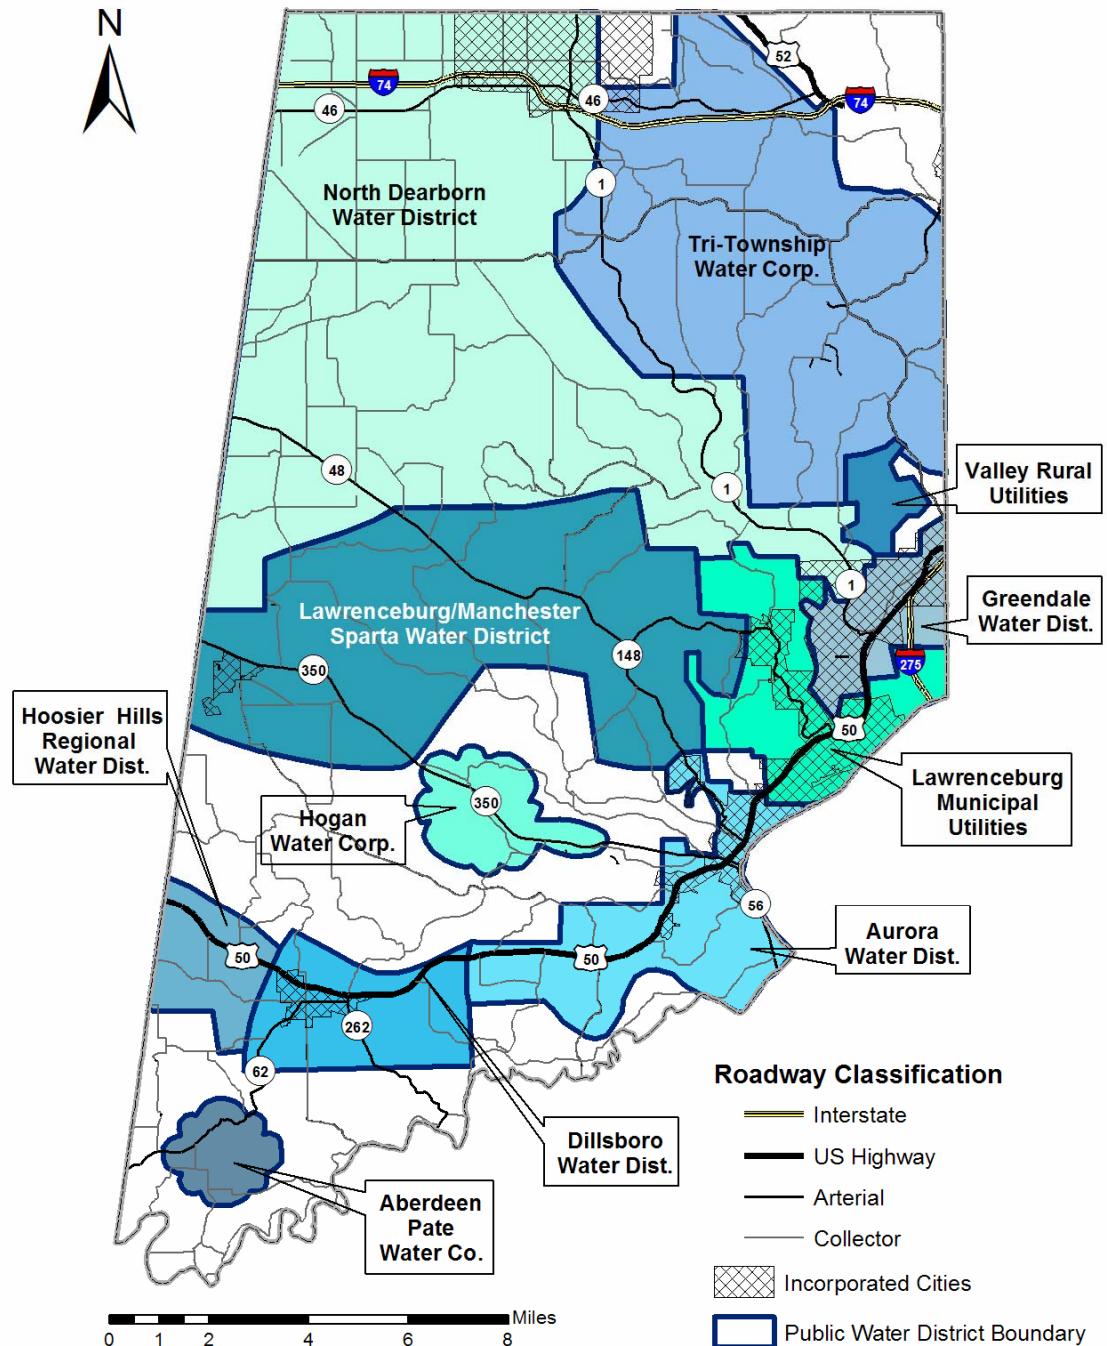 N
52
74
74
46
46
1
North Dearborn
Water District
Tri-Township
Water Corp.
48
1
Valley Rural
Utilities
1
Greendale
Water Dist.
Lawrenceburg/Manchester
Sparta Water District
148
350
275
Hoosier Hills
Regional
Water Dist.
50
Lawrenceburg
Municipal
Utilities
350
Hogan
Water Corp.
56
Aurora
Water Dist.
50
50
262
62
Dillsboro
Water Dist.
Aberdeen
Pate
Water Co.
Roadway Classification
Interstate
US Highway
Arterial
Collector
Incorporated Cities
Public Water District Boundary
Miles
0 1 2 4 6 8